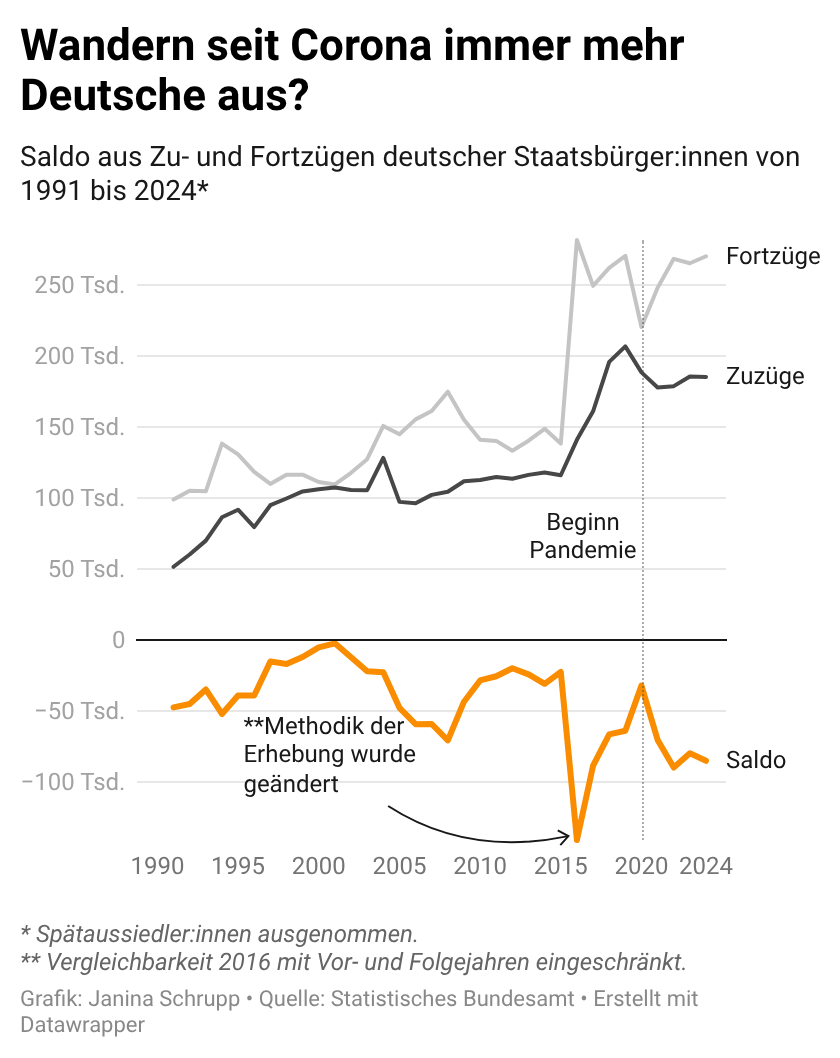 Wandern seit Corona immer mehr
Deutsche aus?
Saldo aus Zu- und Fortzügen deutscher Staatsbürger:innen von
1991 bis 2024*
Fortzüge
250 Tsd.
200 Tsd.
Zuzüge
150 Tsd.
100 Tsd.
Beginn
Pandemie
50 Tsd.
0
−50 Tsd.
**Methodik der
Erhebung wurde
geändert
Saldo
−100 Tsd.
1990 1995 2000 2005 2010 2015 2020 2024
* Spätaussiedler:innen ausgenommen.
** Vergleichbarkeit 2016 mit Vor- und Folgejahren eingeschränkt.
Grafik: Janina Schrupp • Quelle: Statistisches Bundesamt • Erstellt mit
Datawrapper